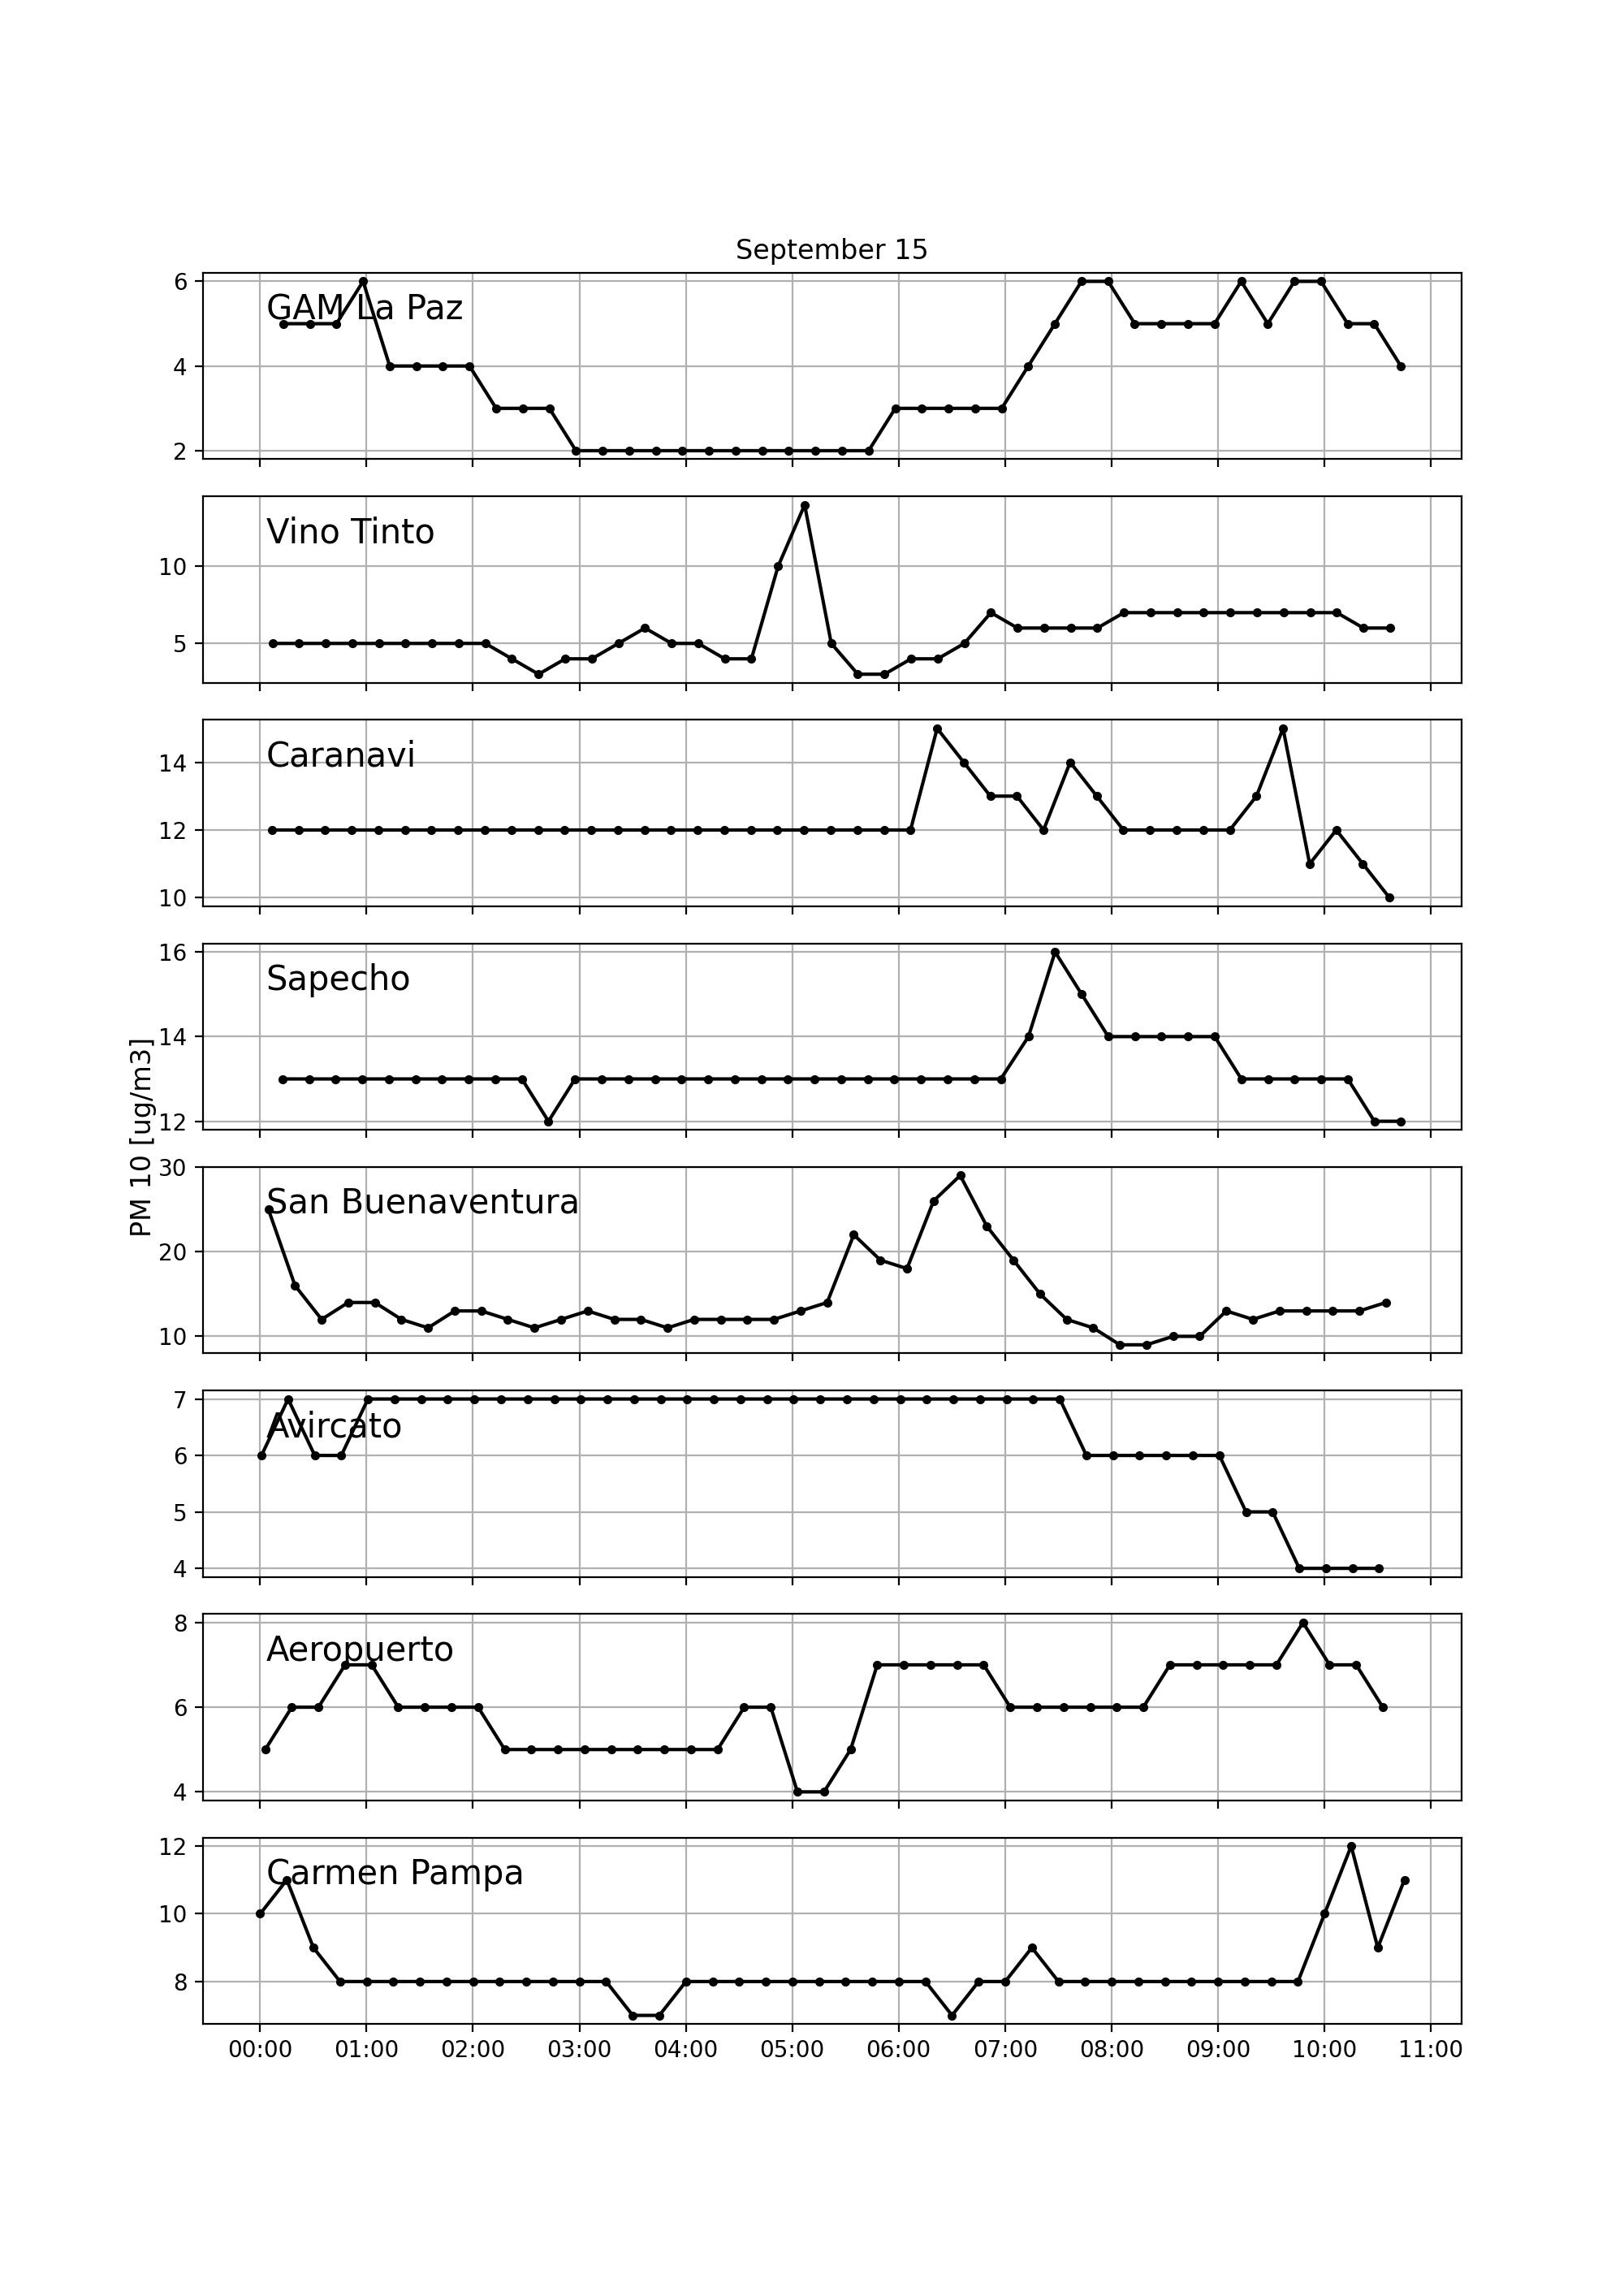 September 15
PM 10 [ug/m3]
GAM La Paz
6
4
2
Vino Tinto
10
5
Caranavi
14
12
10
Sapecho
16
14
12
San Buenaventura
30
20
10
Avircato
7
6
5
4
Aeropuerto
8
6
4
Carmen Pampa
12
10
8
00:00 01:00 02:00 03:00 04:00 05:00 06:00 07:00 08:00 09:00 10:00 11:00